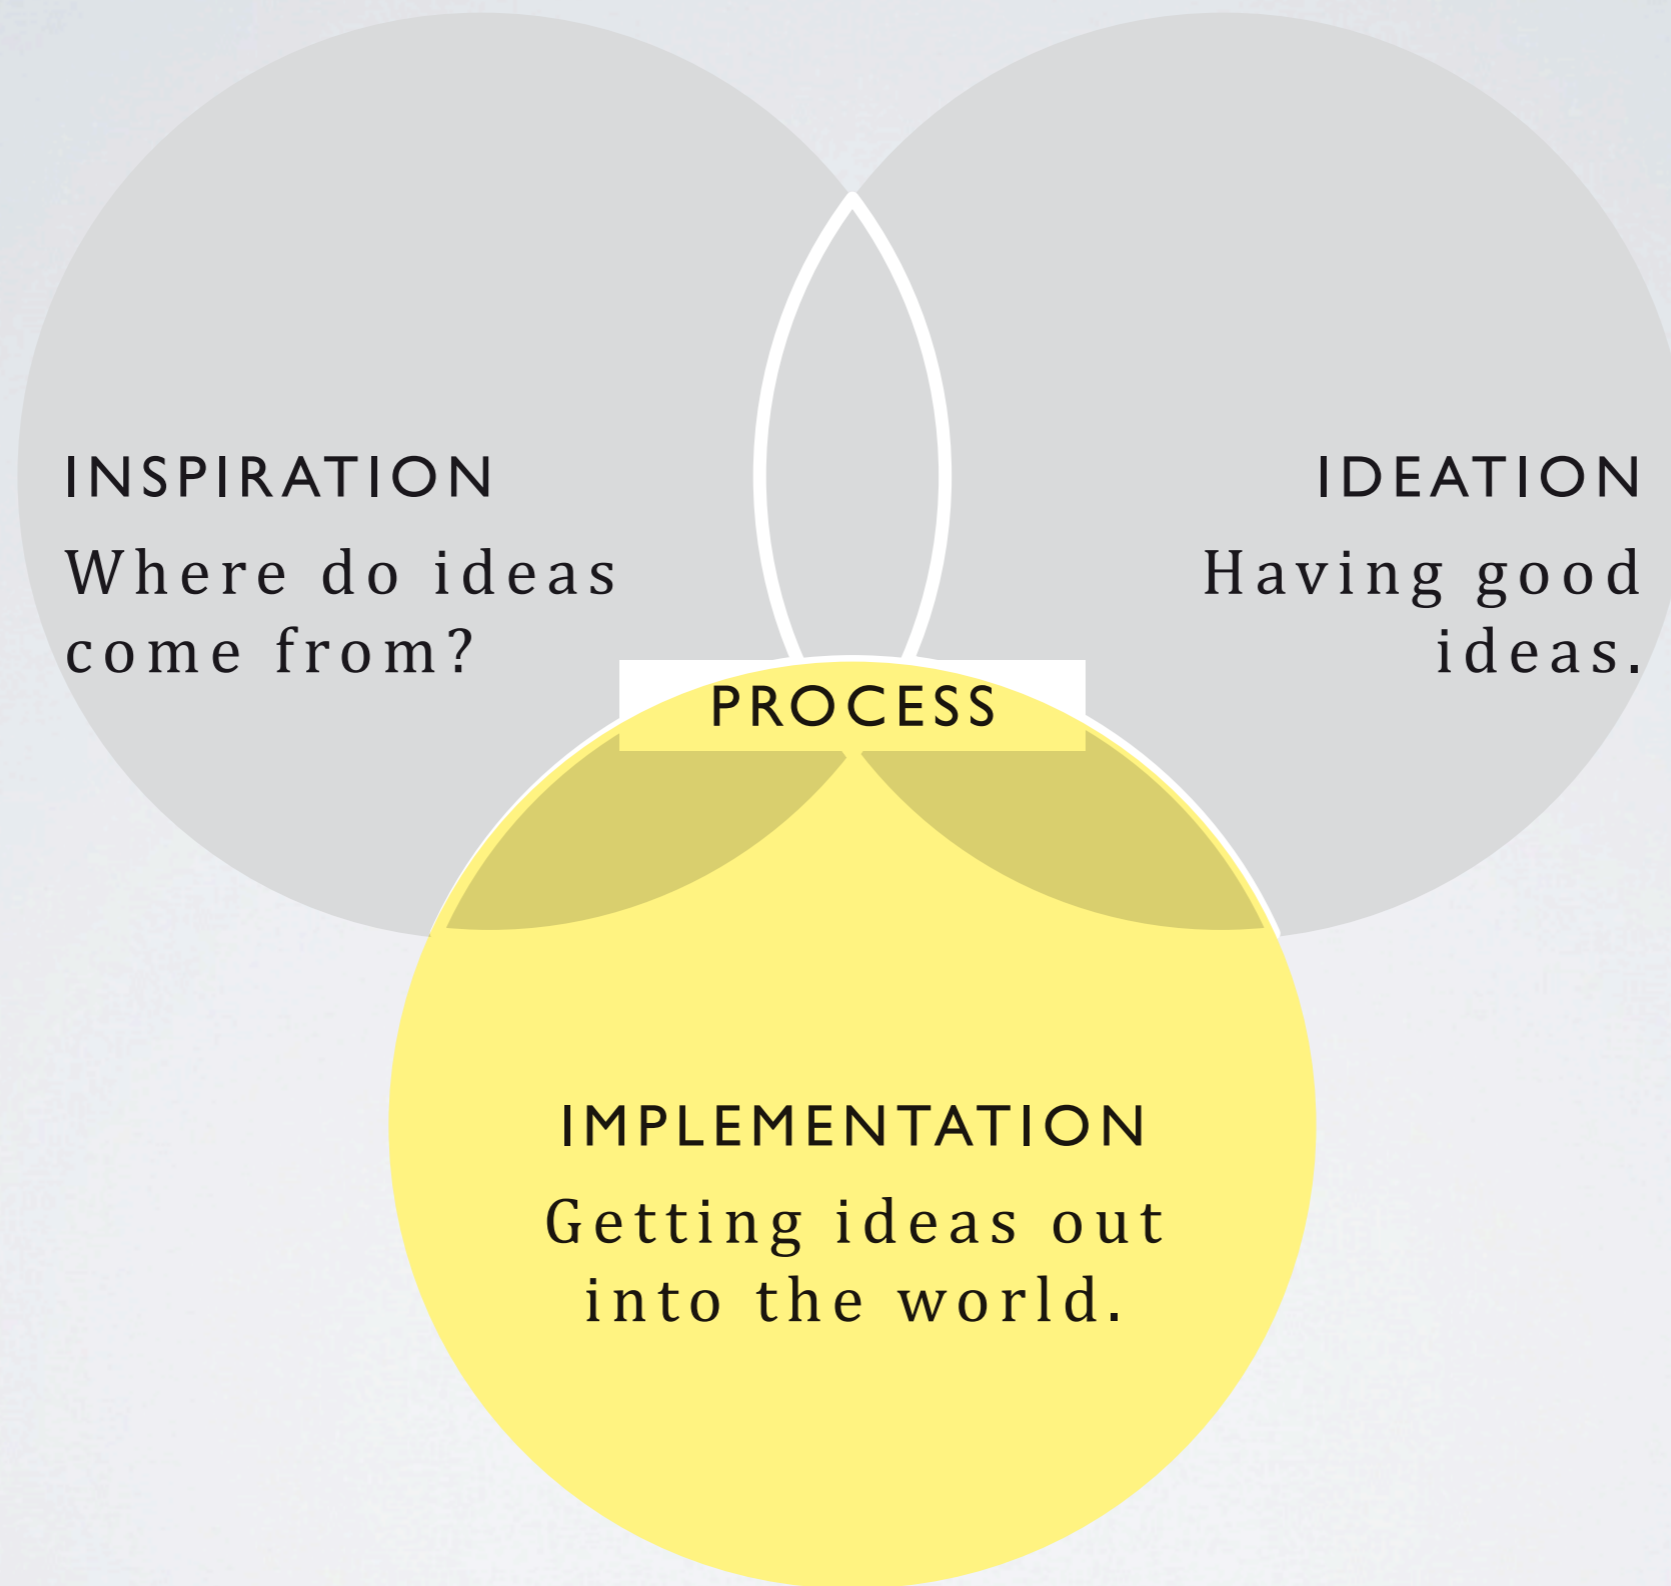 INSPIRATION
Where do ideas
come from?
IDEATION
Having good
ideas.
PROCESS
IMPLEMENTATION
Getting ideas out
into the world.